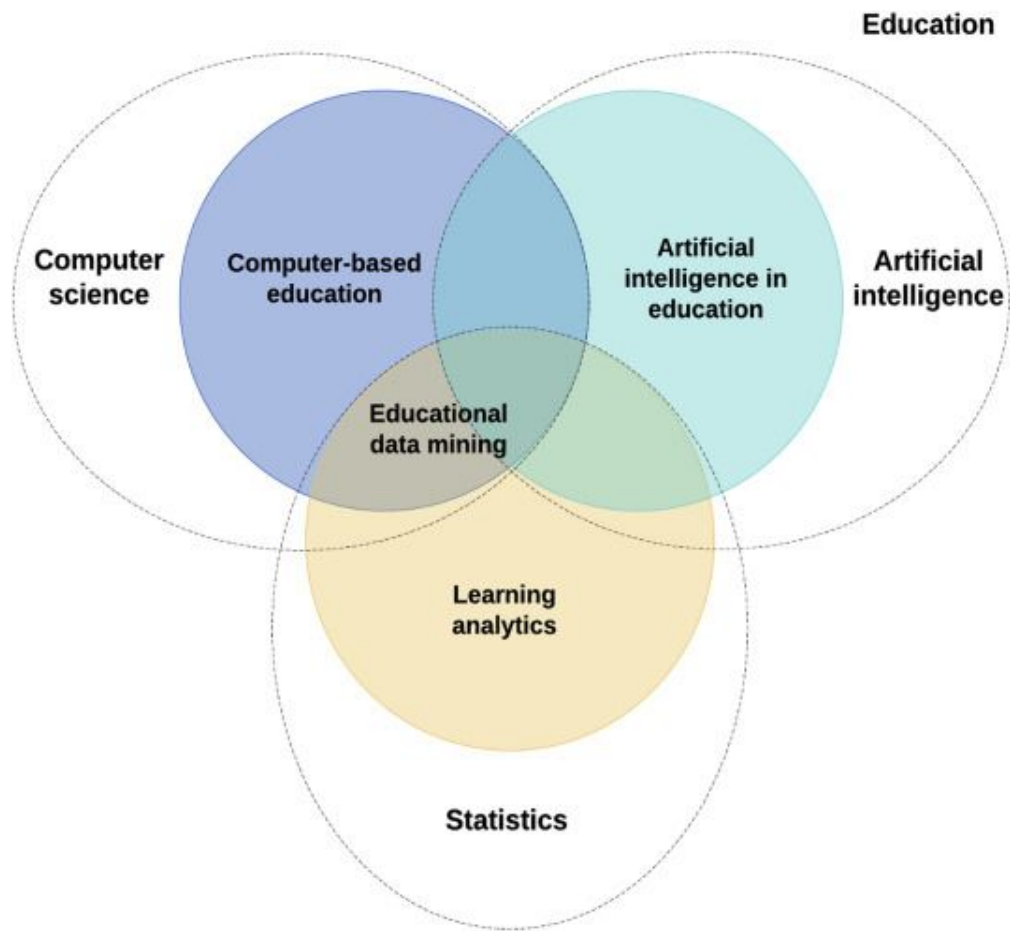 Education
Computer
science
Computer-based
education
Artificial
intelligence in
education
Artificial
intelligence
Educational
data mining
Learning
analytics
Statistics